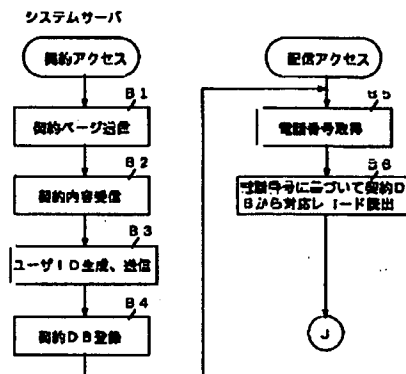 システムサーバ
契約アクセス
B1
契約ページ送信
B2
契約内容受信
B3
ユーザID生成、送信
B4
契約DB登録
配信アクセス
B5
電話番号取得
B6
電話番号に基づいて契約D
Bから対応レコード読出
J